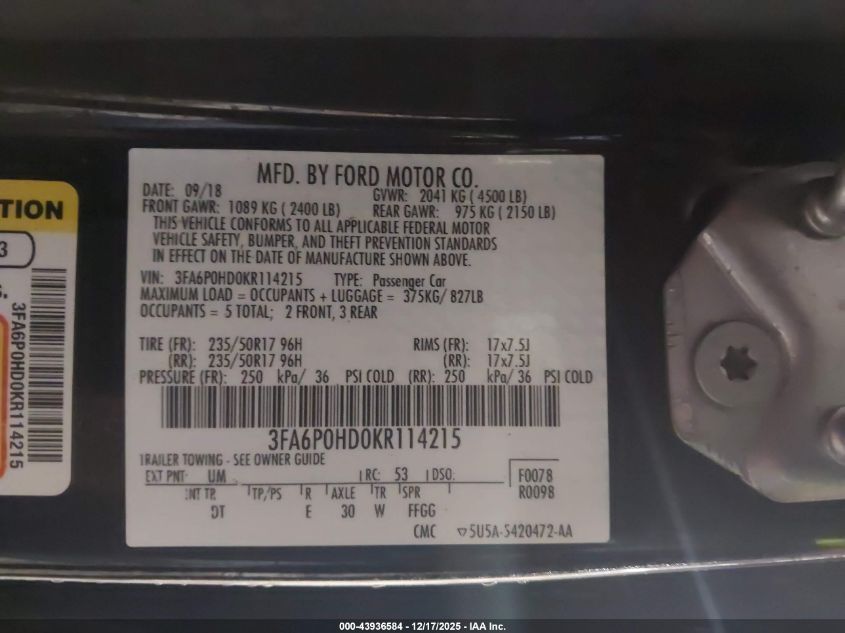 MFD. BY FORD MOTOR CO.
DATE: 09/18 GVWR: 2041 KG ( 4500 LB)
FRONT GAWR: 1089 KG ( 2400 LB) REAR GAWR: 975 KG ( 2150 LB)
THIS VEHICLE CONFORMS TO ALL APPLICABLE FEDERAL MOTOR
VEHICLE SAFETY, BUMPER, AND THEFT PREVENTION STANDARDS
IN EFFECT ON THE DATE OF MANUFACTURE SHOWN ABOVE.
VIN: 3FA6P0HD0KR114215 TYPE: Passenger Car
MAXIMUM LOAD = OCCUPANTS + LUGGAGE = 375KG/ 827LB
OCCUPANTS = 5 TOTAL; 2 FRONT, 3 REAR
TIRE (FR): 235/50R17 96H RIMS (FR): 17x7.5J
(RR): 235/50R17 96H (RR): 17x7.5J
PRESSURE (FR): 250 kPa/ 36 PSI COLD (RR): 250 kPa/ 36 PSI COLD
3FA6P0HD0KR114215
TRAILER TOWING - SEE OWNER GUIDE
EXT PNT: UM RC: 53 DSO: F0078
INT TR TP/PS R AXLE TR SPR R0098
DT E 30 W FFGG
CMC ▽5U5A-5420472-AA
TION
3
3FA6P0HD0KR114215
000-43936584 - 12/17/2025 - IAA Inc.